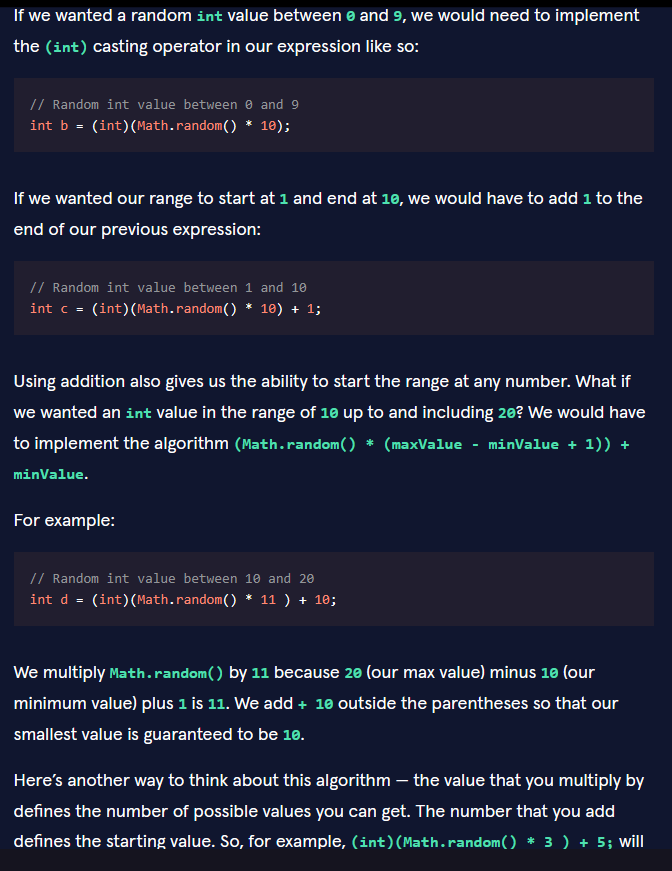 If we wanted a random int value between 0 and 9, we would need to implement
the (int) casting operator in our expression like so:
// Random int value between 0 and 9
int b = (int)(Math.random() * 10);
If we wanted our range to start at 1 and end at 10, we would have to add 1 to the
end of our previous expression:
// Random int value between 1 and 10
int c = (int)(Math.random() * 10) + 1;
Using addition also gives us the ability to start the range at any number. What if
we wanted an int value in the range of 10 up to and including 20? We would have
to implement the algorithm (Math.random() * (maxValue - minValue + 1)) +
minValue.
For example:
// Random int value between 10 and 20
int d = (int)(Math.random() * 11 ) + 10;
We multiply Math.random() by 11 because 20 (our max value) minus 10 (our
minimum value) plus 1 is 11. We add + 10 outside the parentheses so that our
smallest value is guaranteed to be 10.
Here’s another way to think about this algorithm — the value that you multiply by
defines the number of possible values you can get. The number that you add
defines the starting value. So, for example, (int)(Math.random() * 3 ) + 5; will